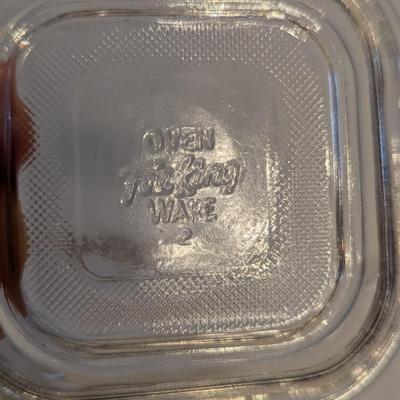 OVEN
Fire-King
WARE
2